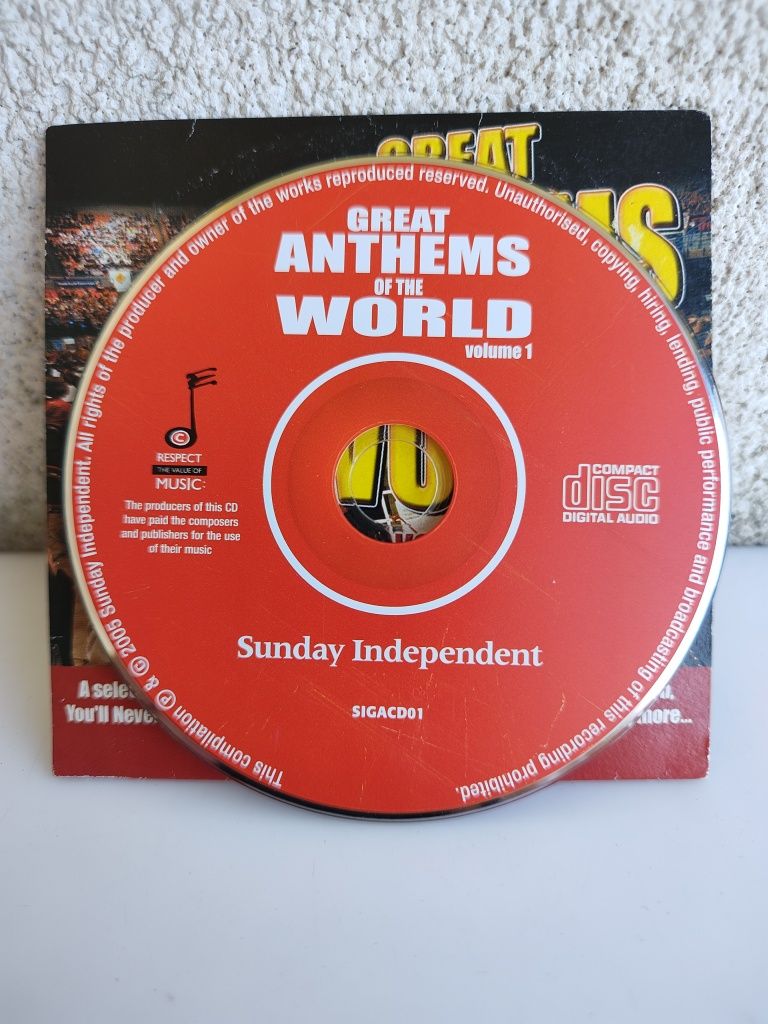 GREAT
GREAT
ANTHEMS
OF THE
WORLD
volume 1
RESPECT
THE VALUE OF
MUSIC
The producers of this CD
have paid the composers
and publishers for the use
of their music
COMPACT
disc
DIGITAL AUDIO
Sunday Independent
SIGACD01
This compilation ℗ & © 2005 Sunday Independent. All rights of the producer and owner of the works reproduced reserved. Unauthorised, copying, hiring, lending, public performance and broadcasting of this recording prohibited.
You'll
more...